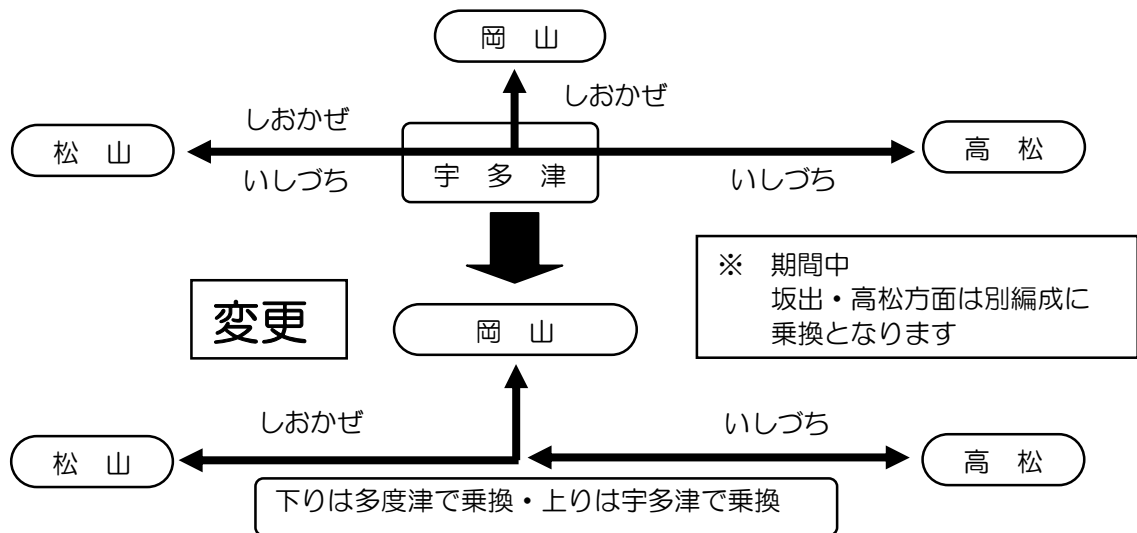 岡 山
しおかぜ
しおかぜ
松 山
高 松
宇 多 津
いしづち
いしづち
※ 期間中
坂出・高松方面は別編成に
乗換となります
変更
岡 山
しおかぜ
いしづち
松 山
高 松
下りは多度津で乗換・上りは宇多津で乗換